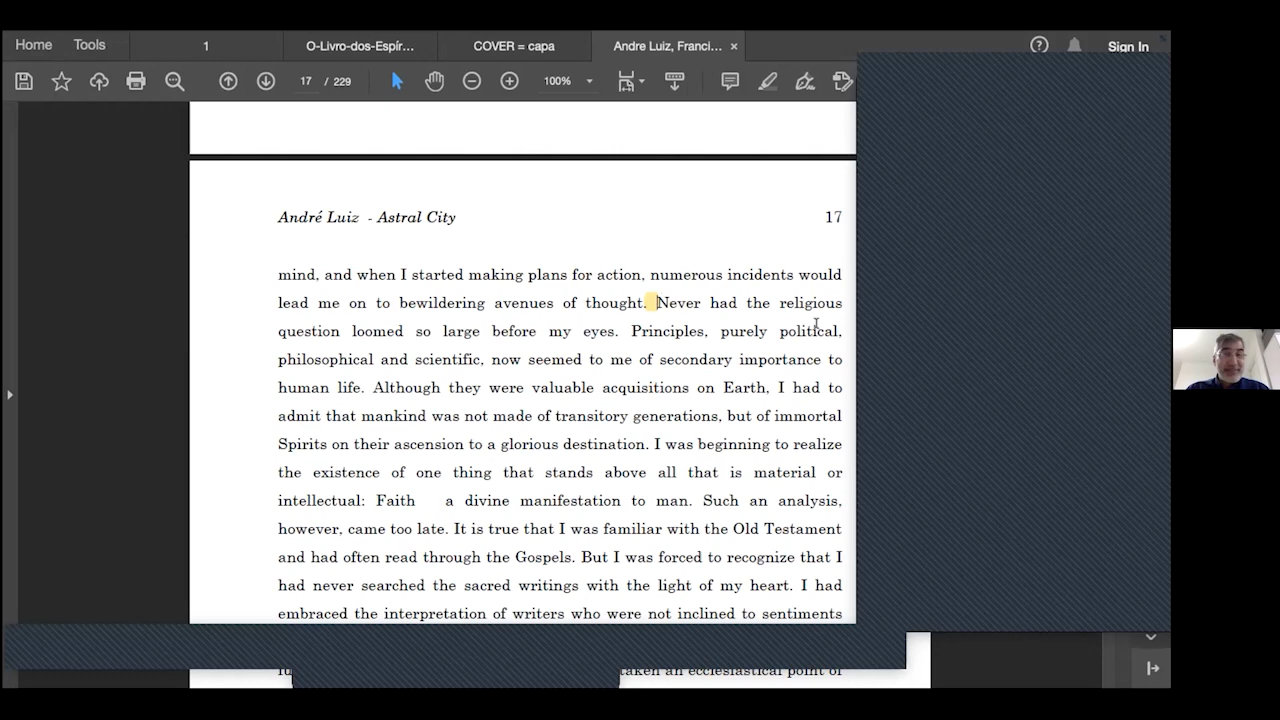 Home Tools 1 O-Livro-dos-Espír... COVER = capa Andre Luiz, Franci... × Sign In
17 / 229 100%
André Luiz - Astral City 17
mind, and when I started making plans for action, numerous incidents would
lead me on to bewildering avenues of thought. Never had the religious
question loomed so large before my eyes. Principles, purely political,
philosophical and scientific, now seemed to me of secondary importance to
human life. Although they were valuable acquisitions on Earth, I had to
admit that mankind was not made of transitory generations, but of immortal
Spirits on their ascension to a glorious destination. I was beginning to realize
the existence of one thing that stands above all that is material or
intellectual: Faith a divine manifestation to man. Such an analysis,
however, came too late. It is true that I was familiar with the Old Testament
and had often read through the Gospels. But I was forced to recognize that I
had never searched the sacred writings with the light of my heart. I had
embraced the interpretation of writers who were not inclined to sentiments
taken an ecclesiastical point of